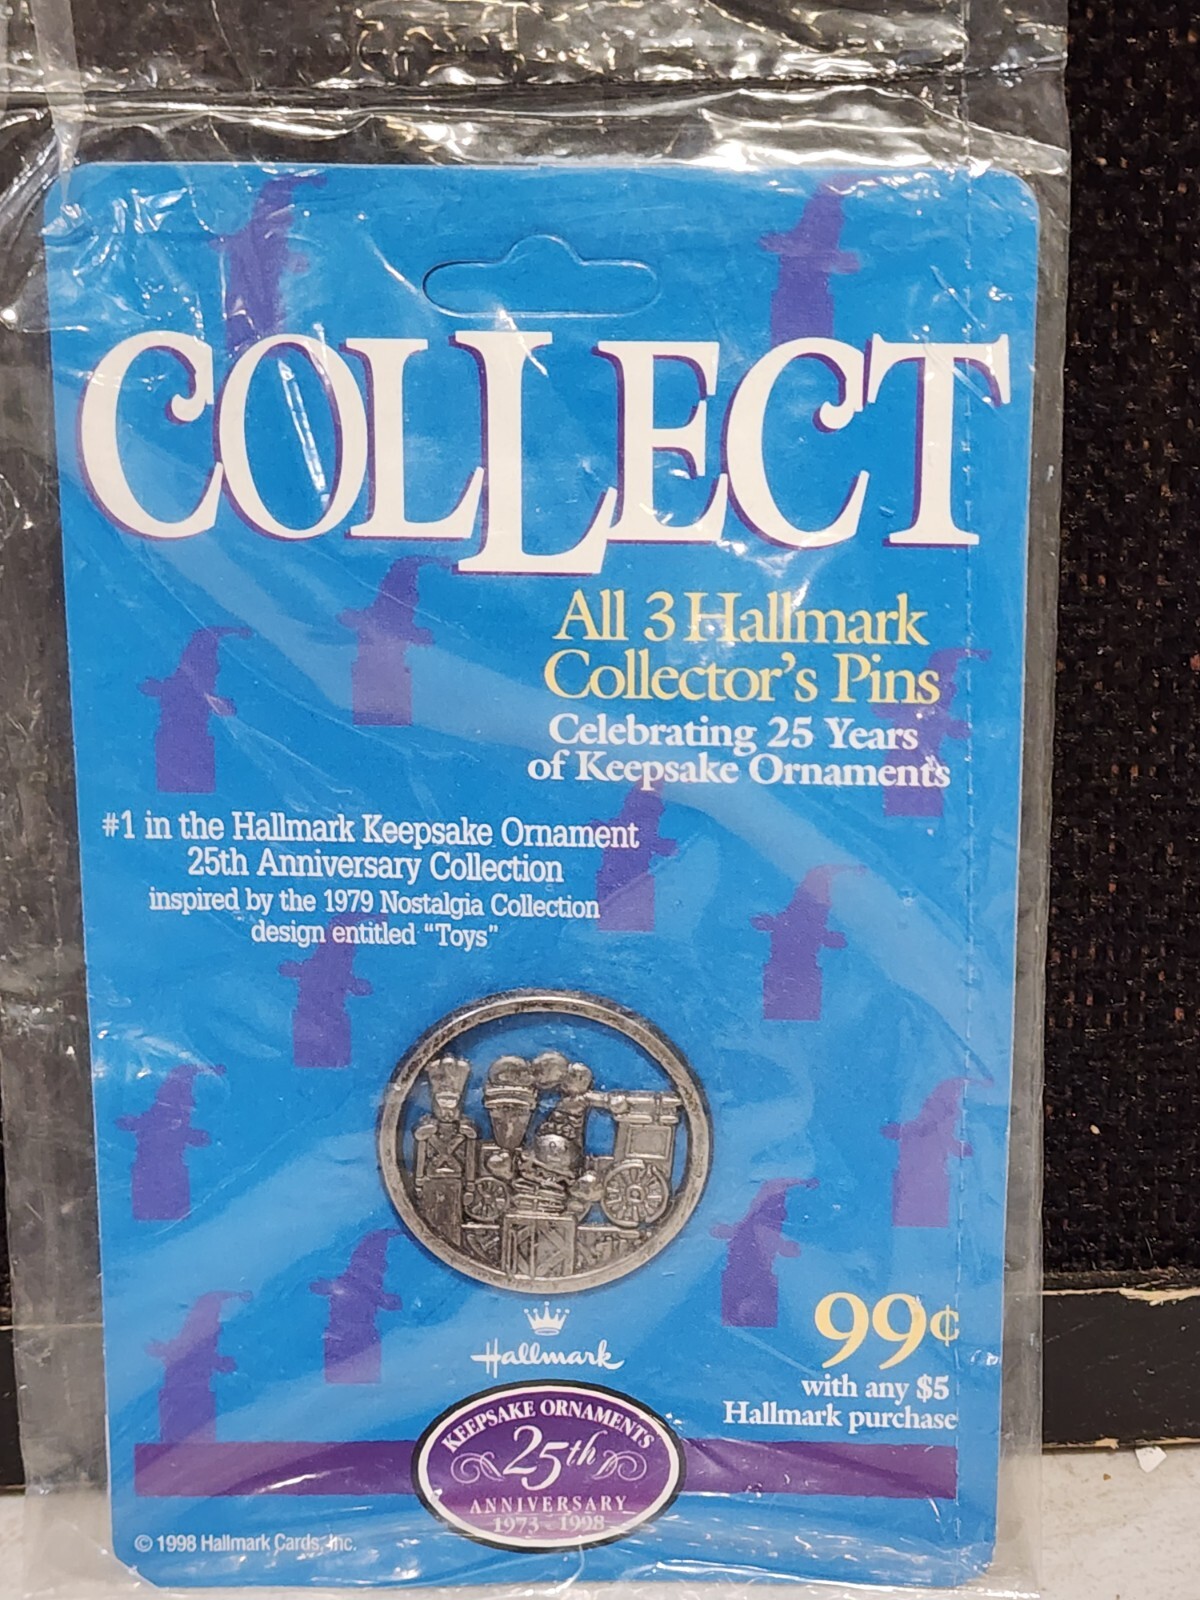 COLLECT
All 3 Hallmark
Collector's Pins
Celebrating 25 Years
of Keepsake Ornaments
#1 in the Hallmark Keepsake Ornament
25th Anniversary Collection
inspired by the 1979 Nostalgia Collection
design entitled "Toys"
Hallmark
99¢
with any $5
Hallmark purchase
KEEPSAKE ORNAMENTS
25th
ANNIVERSARY
1973-1998
© 1998 Hallmark Cards, Inc.